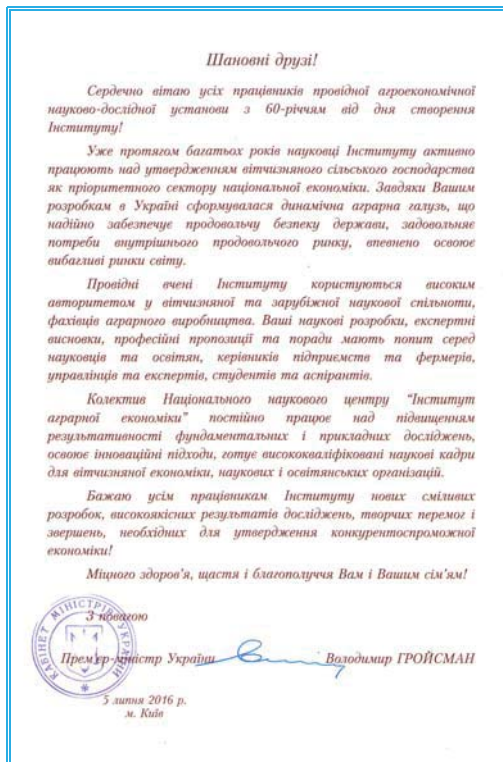 Шановні друзі!
Сердечно вітаю усіх працівників провідної агроекономічної
науково-дослідної установи з 60-річчям від дня створення
Інституту!
Уже протягом багатьох років науковці Інституту активно
працюють над утвердженням вітчизняного сільського господарства
як пріоритетного сектору національної економіки. Завдяки Вашим
розробкам в Україні сформувалася динамічна аграрна галузь, що
надійно забезпечує продовольчу безпеку держави, задовольняє
потреби внутрішнього продовольчого ринку, впевнено освоює
вибагливі ринки світу.
Провідні вчені Інституту користуються високим
авторитетом у вітчизняної та зарубіжної наукової спільноти,
фахівців аграрного виробництва. Ваші наукові розробки, експертні
висновки, професійні пропозиції та поради мають попит серед
науковців та освітян, керівників підприємств та фермерів,
управлінців та експертів, студентів та аспірантів.
Колектив Національного наукового центру “Інститут
аграрної економіки” постійно працює над підвищенням
результативності фундаментальних і прикладних досліджень,
освоює інноваційні підходи, готує висококваліфіковані наукові кадри
для вітчизняної економіки, наукових і освітянських організацій.
Бажаю усім працівникам Інституту нових сміливих
розробок, високоякісних результатів досліджень, творчих перемог і
звершень, необхідних для утвердження конкурентоспроможної
економіки!
Міцного здоров'я, щастя і благополуччя Вам і Вашим сім'ям!
З повагою
Прем'єр-міністр України Володимир ГРОЙСМАН
КАБІНЕТ МІНІСТРІВ УКРАЇНИ
5 липня 2016 р.
м. Київ